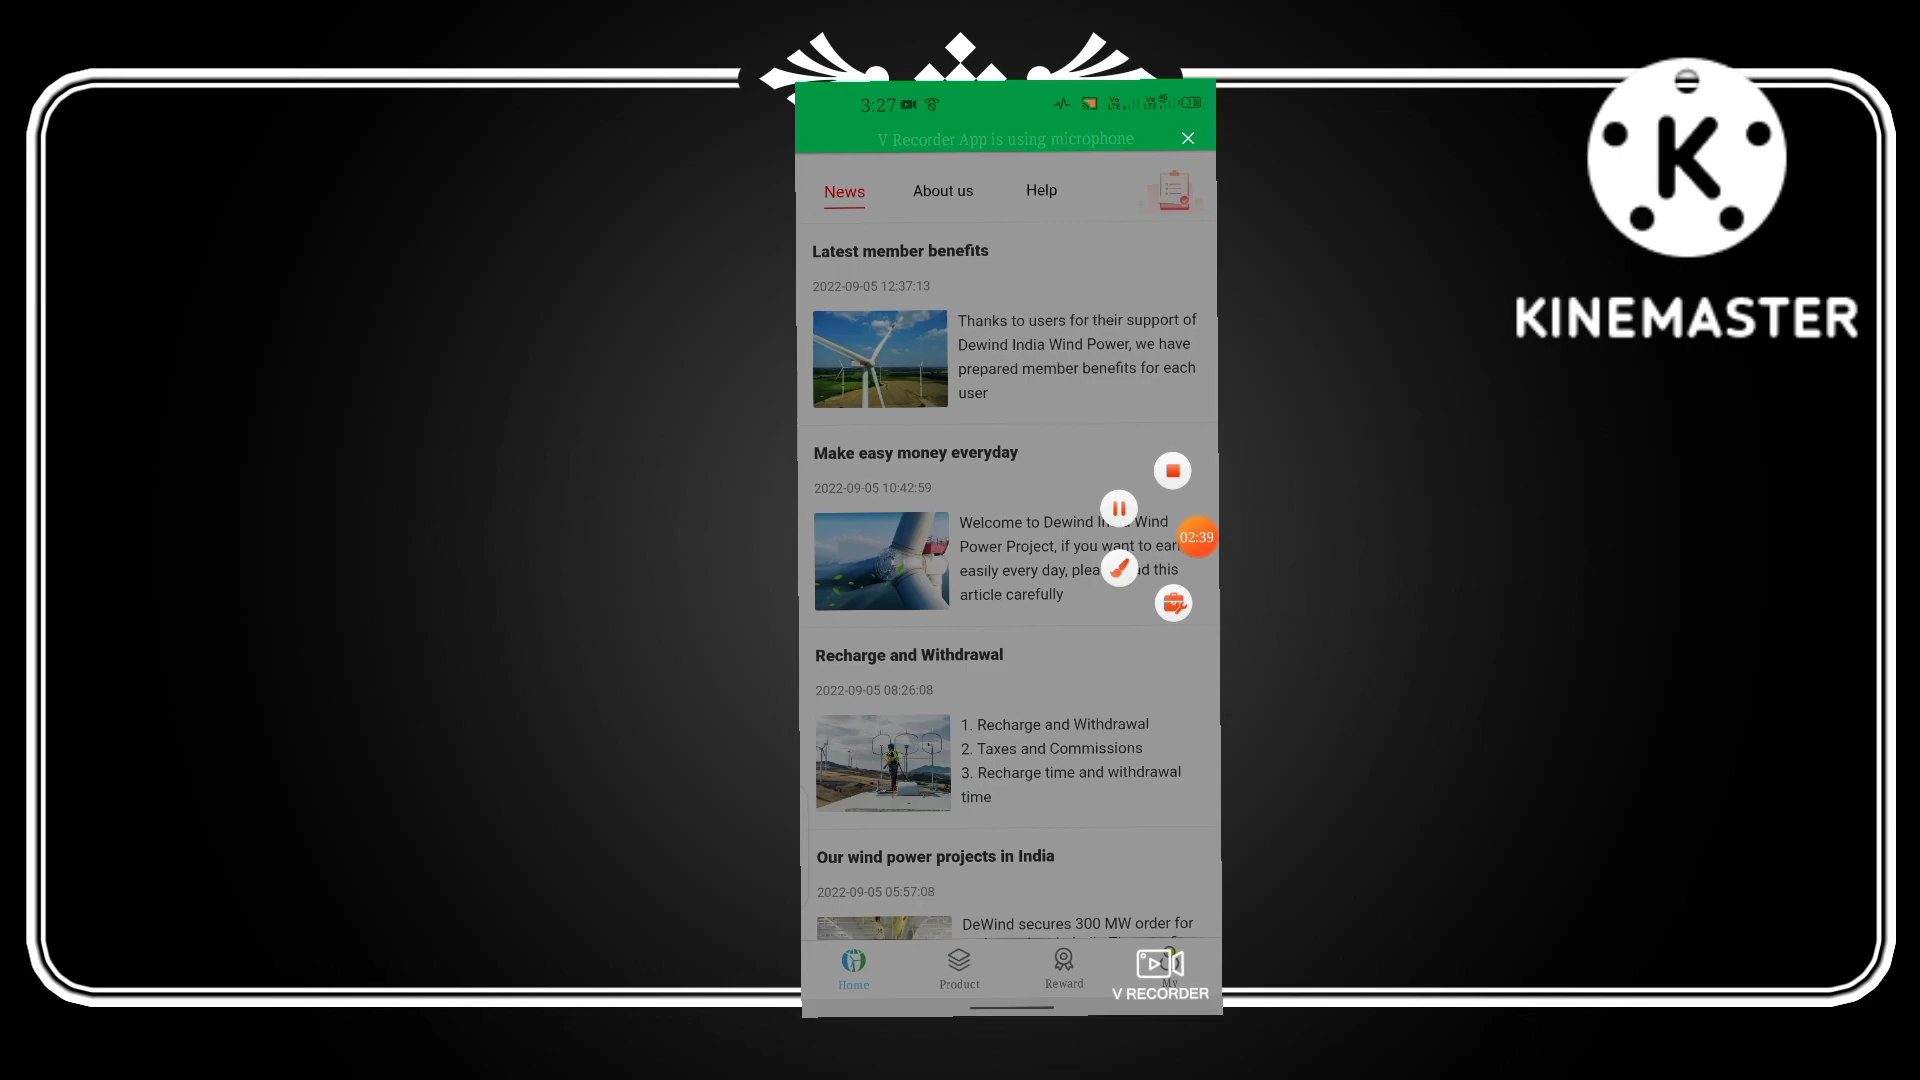 3:27
V Recorder App is using microphone
K
KINEMASTER
News
About us
Help
Latest member benefits
2022-09-05 12:37:13
Thanks to users for their support of
Dewind India Wind Power, we have
prepared member benefits for each
user
Make easy money everyday
2022-09-05 10:42:59
Welcome to Dewind Wind
Power Project, if you want to
easily every day, this
article carefully
02:39
Recharge and Withdrawal
2022-09-05 08:26:08
1. Recharge and Withdrawal
2. Taxes and Commissions
3. Recharge time and withdrawal
time
Our wind power projects in India
2022-09-05 05:57:08
DeWind secures 300 MW order for
Home
Product
Reward
My
V RECORDER